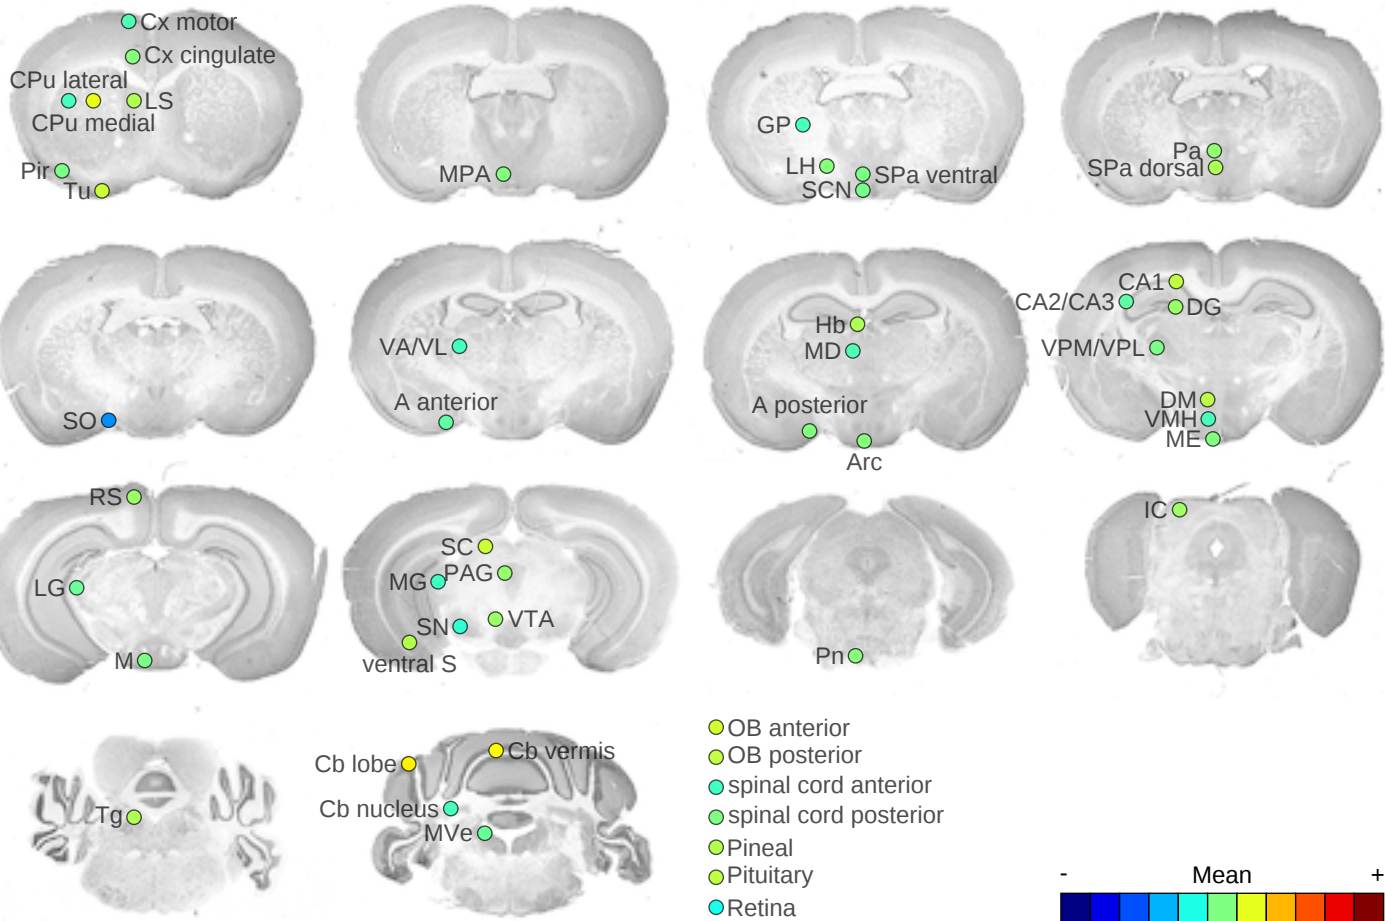 Cx motor
Cx cingulate
CPu lateral
LS
CPu medial
Pir
Tu
MPA
GP
LH
SPa ventral
SCN
Pa
SPa dorsal
SO
VA/VL
A anterior
Hb
MD
A posterior
Arc
CA1
CA2/CA3
DG
VPM/VPL
DM
VMH
ME
RS
LG
M
SC
MG
PAG
SN
VTA
ventral S
Pn
IC
Tg
Cb lobe
Cb vermis
Cb nucleus
MVe
OB anterior
OB posterior
spinal cord anterior
spinal cord posterior
Pineal
Pituitary
Retina
- Mean +